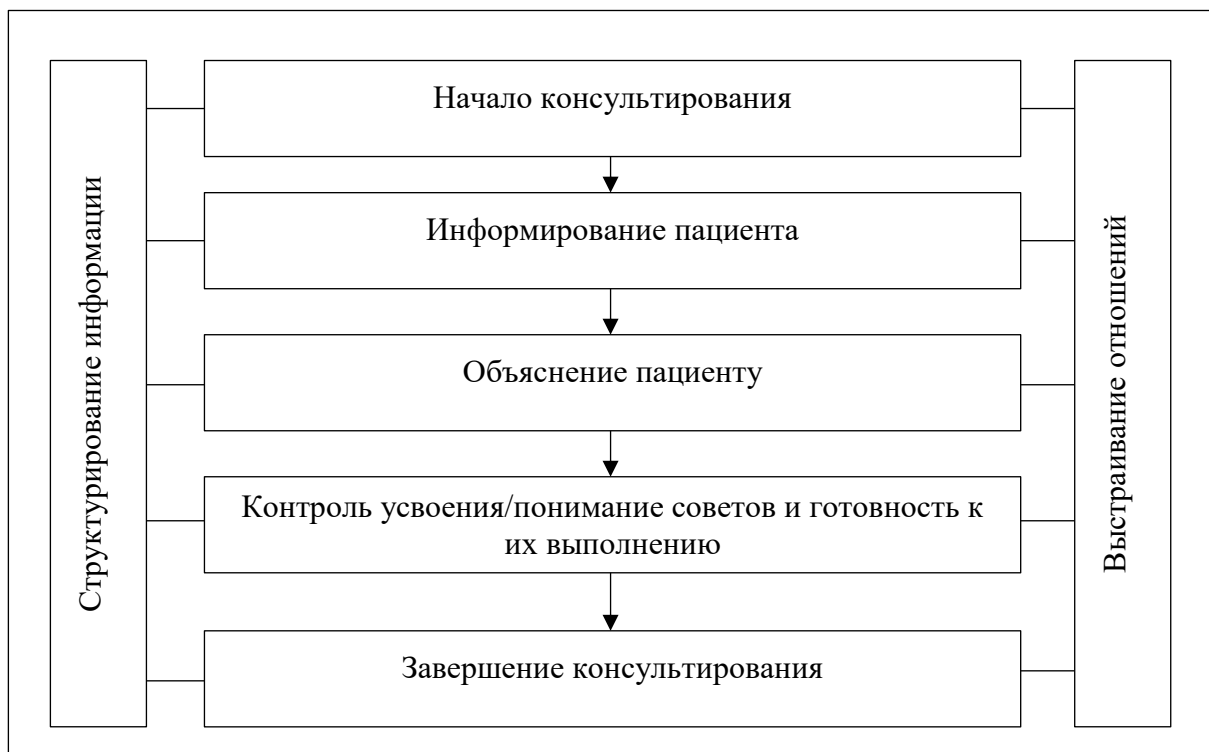 Структурирование информации
Начало консультирования
Информирование пациента
Объяснение пациенту
Контроль усвоения/понимание советов и готовность к
их выполнению
Завершение консультирования
Выстраивание отношений